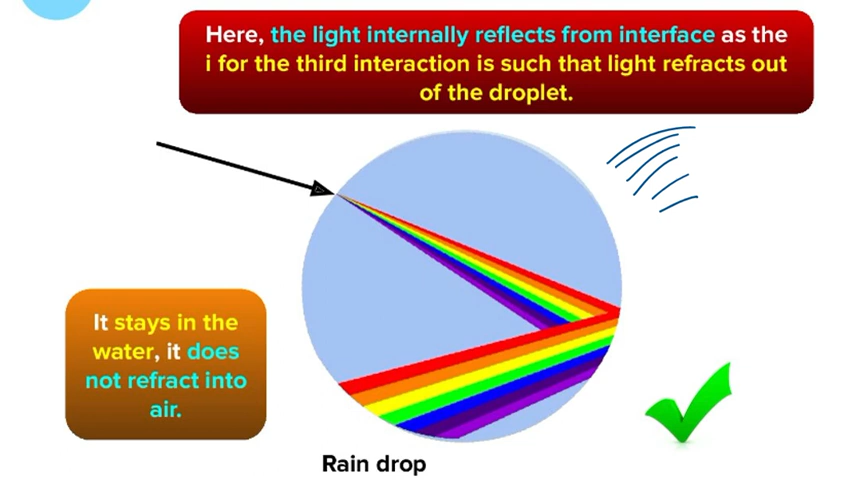 Here, the light internally reflects from interface as the
i for the third interaction is such that light refracts out
of the droplet.
It stays in the
water, it does
not refract into
air.
Rain drop